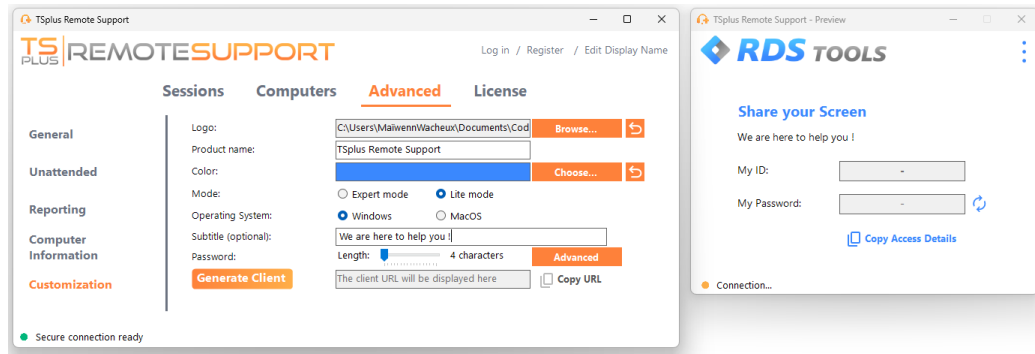 TSplus Remote Support
TS PLUS REMOTESUPPORT
Log in / Register / Edit Display Name
Sessions Computers Advanced License
General
Unattended
Reporting
Computer
Information
Customization
Logo: C:\Users\MaïwennWacheux\Documents\Cod Browse...
Product name: TSplus Remote Support
Color: Choose...
Mode: Expert mode Lite mode
Operating System: Windows MacOS
Subtitle (optional): We are here to help you !
Password: Length: 4 characters Advanced
Generate Client The client URL will be displayed here Copy URL
Secure connection ready
TSplus Remote Support - Preview
RDS TOOLS
Share your Screen
We are here to help you !
My ID: -
My Password: -
Copy Access Details
Connection...